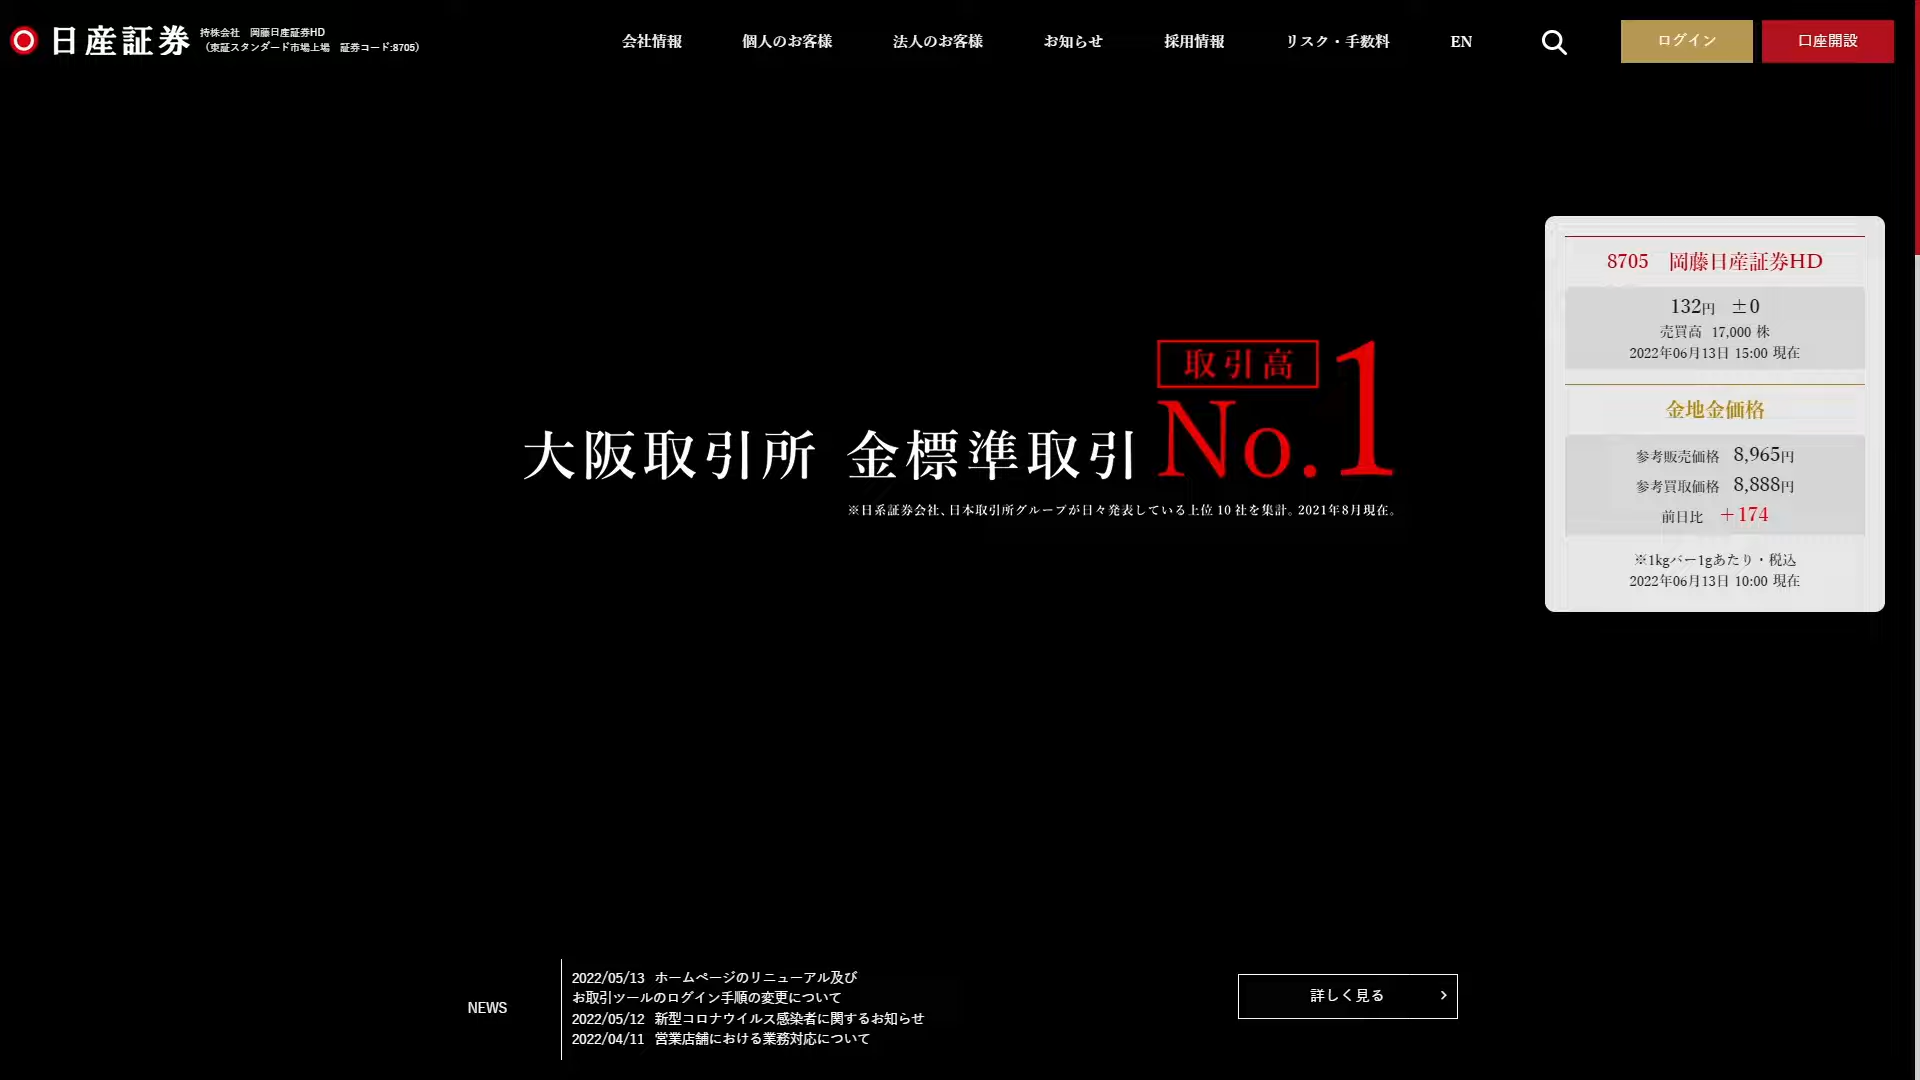 日産証券
持株会社 岡藤日産証券HD
（東証スタンダード市場上場 証券コード:8705）
会社情報 個人のお客様 法人のお客様 お知らせ 採用情報 リスク・手数料 EN ログイン 口座開設
8705 岡藤日産証券HD
132円 ±0
売買高 17,000 株
2022年06月13日 15:00 現在
金地金価格
参考販売価格 8,965円
参考買取価格 8,888円
前日比 +174
※1kgバー1gあたり・税込
2022年06月13日 10:00 現在
取引高
大阪取引所 金標準取引 No.1
※日系証券会社、日本取引所グループが日々発表している上位 10 社を集計。2021年8月現在。
NEWS
2022/05/13 ホームページのリニューアル及び
お取引ツールのログイン手順の変更について
2022/05/12 新型コロナウイルス感染者に関するお知らせ
2022/04/11 営業店舗における業務対応について
詳しく見る